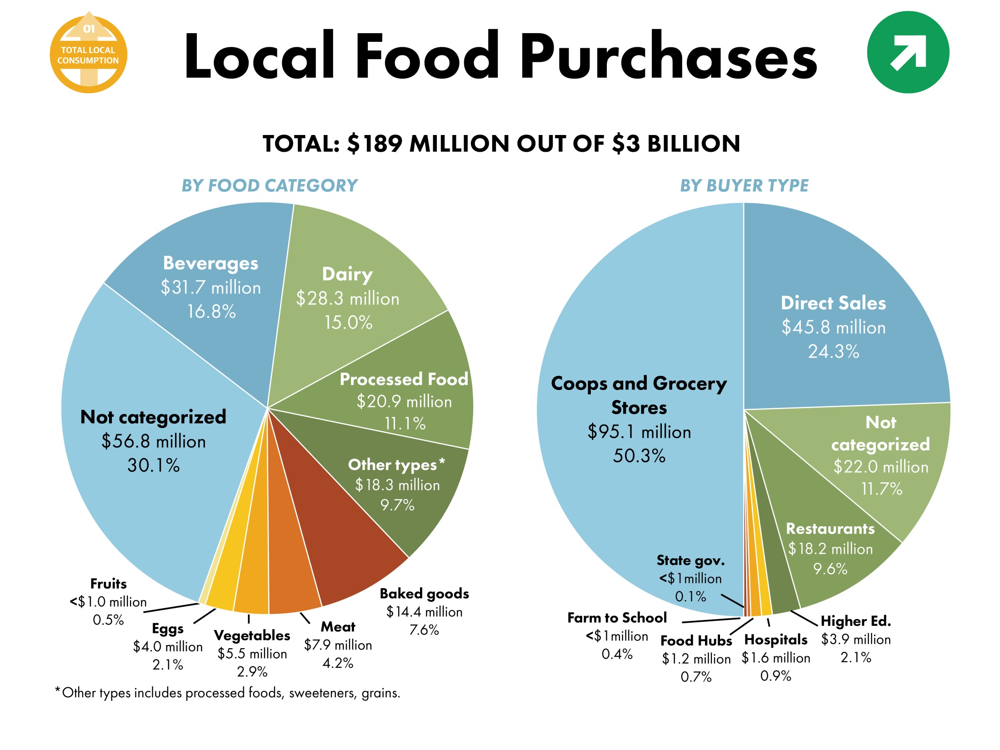 01
TOTAL LOCAL
CONSUMPTION
Local Food Purchases
TOTAL: $189 MILLION OUT OF $3 BILLION
BY FOOD CATEGORY
Beverages
$31.7 million
16.8%
Dairy
$28.3 million
15.0%
Processed Food
$20.9 million
11.1%
Other types*
$18.3 million
9.7%
Not categorized
$56.8 million
30.1%
Fruits
<$1.0 million
0.5%
Eggs
$4.0 million
2.1%
Vegetables
$5.5 million
2.9%
Meat
$7.9 million
4.2%
Baked goods
$14.4 million
7.6%
*Other types includes processed foods, sweeteners, grains.
BY BUYER TYPE
Direct Sales
$45.8 million
24.3%
Coops and Grocery
Stores
$95.1 million
50.3%
Not
categorized
$22.0 million
11.7%
Restaurants
$18.2 million
9.6%
State gov.
<$1million
0.1%
Farm to School
<$1million
0.4%
Food Hubs
$1.2 million
0.7%
Hospitals
$1.6 million
0.9%
Higher Ed.
$3.9 million
2.1%